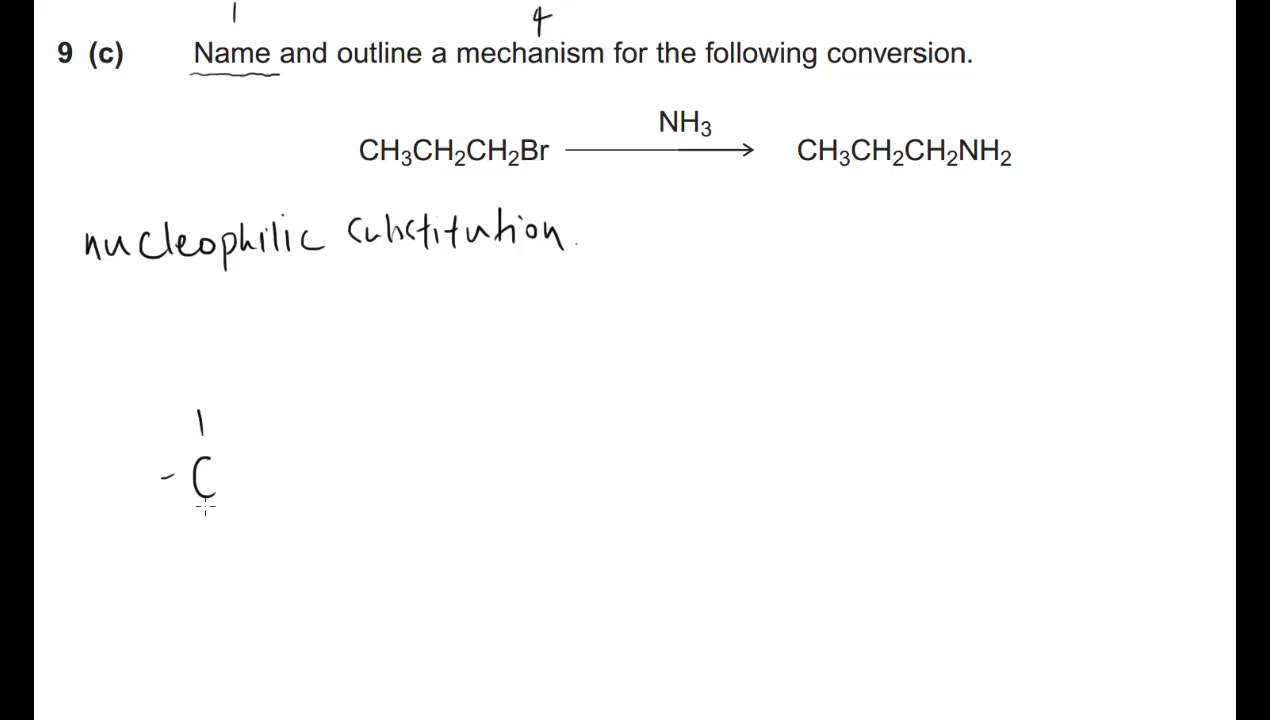 1 4
9 (c) Name and outline a mechanism for the following conversion.
NH₃
CH₃CH₂CH₂Br ⟶ CH₃CH₂CH₂NH₂
nucleophilic substitution.
- C